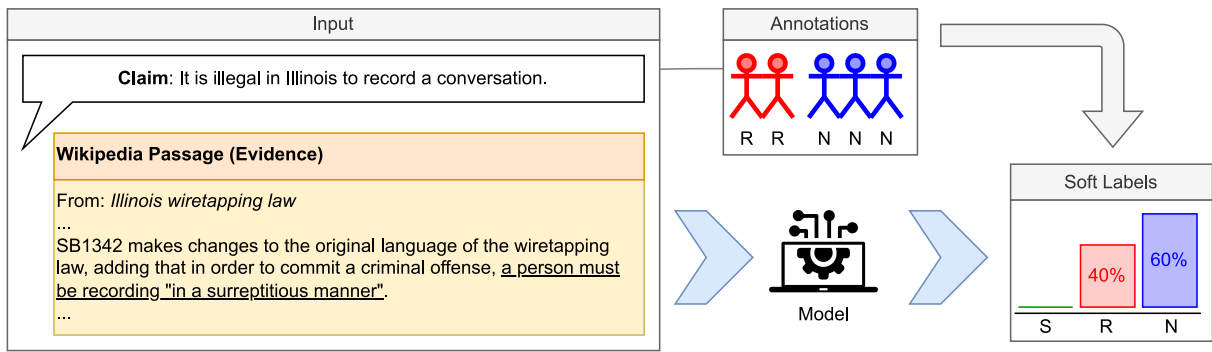 Input
Claim: It is illegal in Illinois to record a conversation.
Wikipedia Passage (Evidence)
From: Illinois wiretapping law
...
SB1342 makes changes to the original language of the wiretapping
law, adding that in order to commit a criminal offense, a person must
be recording "in a surreptitious manner".
...
Annotations
R R N N N
Model
Soft Labels
40%
60%
S R N